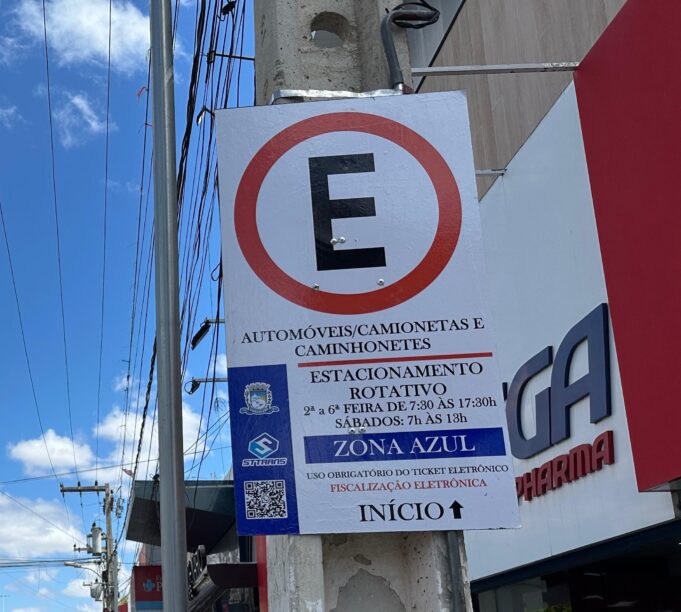 E
AUTOMÓVEIS/CAMIONETAS E
CAMINHONETES
ESTACIONAMENTO
ROTATIVO
2ª a 6ª FEIRA DE 7:30 ÀS 17:30h
SÁBADOS: 7h ÀS 13h
ZONA AZUL
STTRANS
USO OBRIGATÓRIO DO TICKET ELETRÔNICO
FISCALIZAÇÃO ELETRÔNICA
INÍCIO
GA
PHARMA